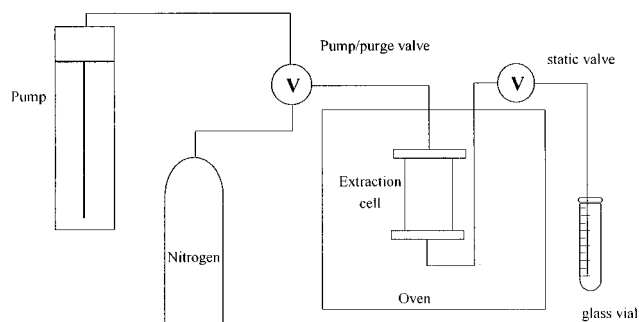 Pump
Pump/purge valve
V
V
static valve
Extraction
cell
Nitrogen
Oven
glass vial